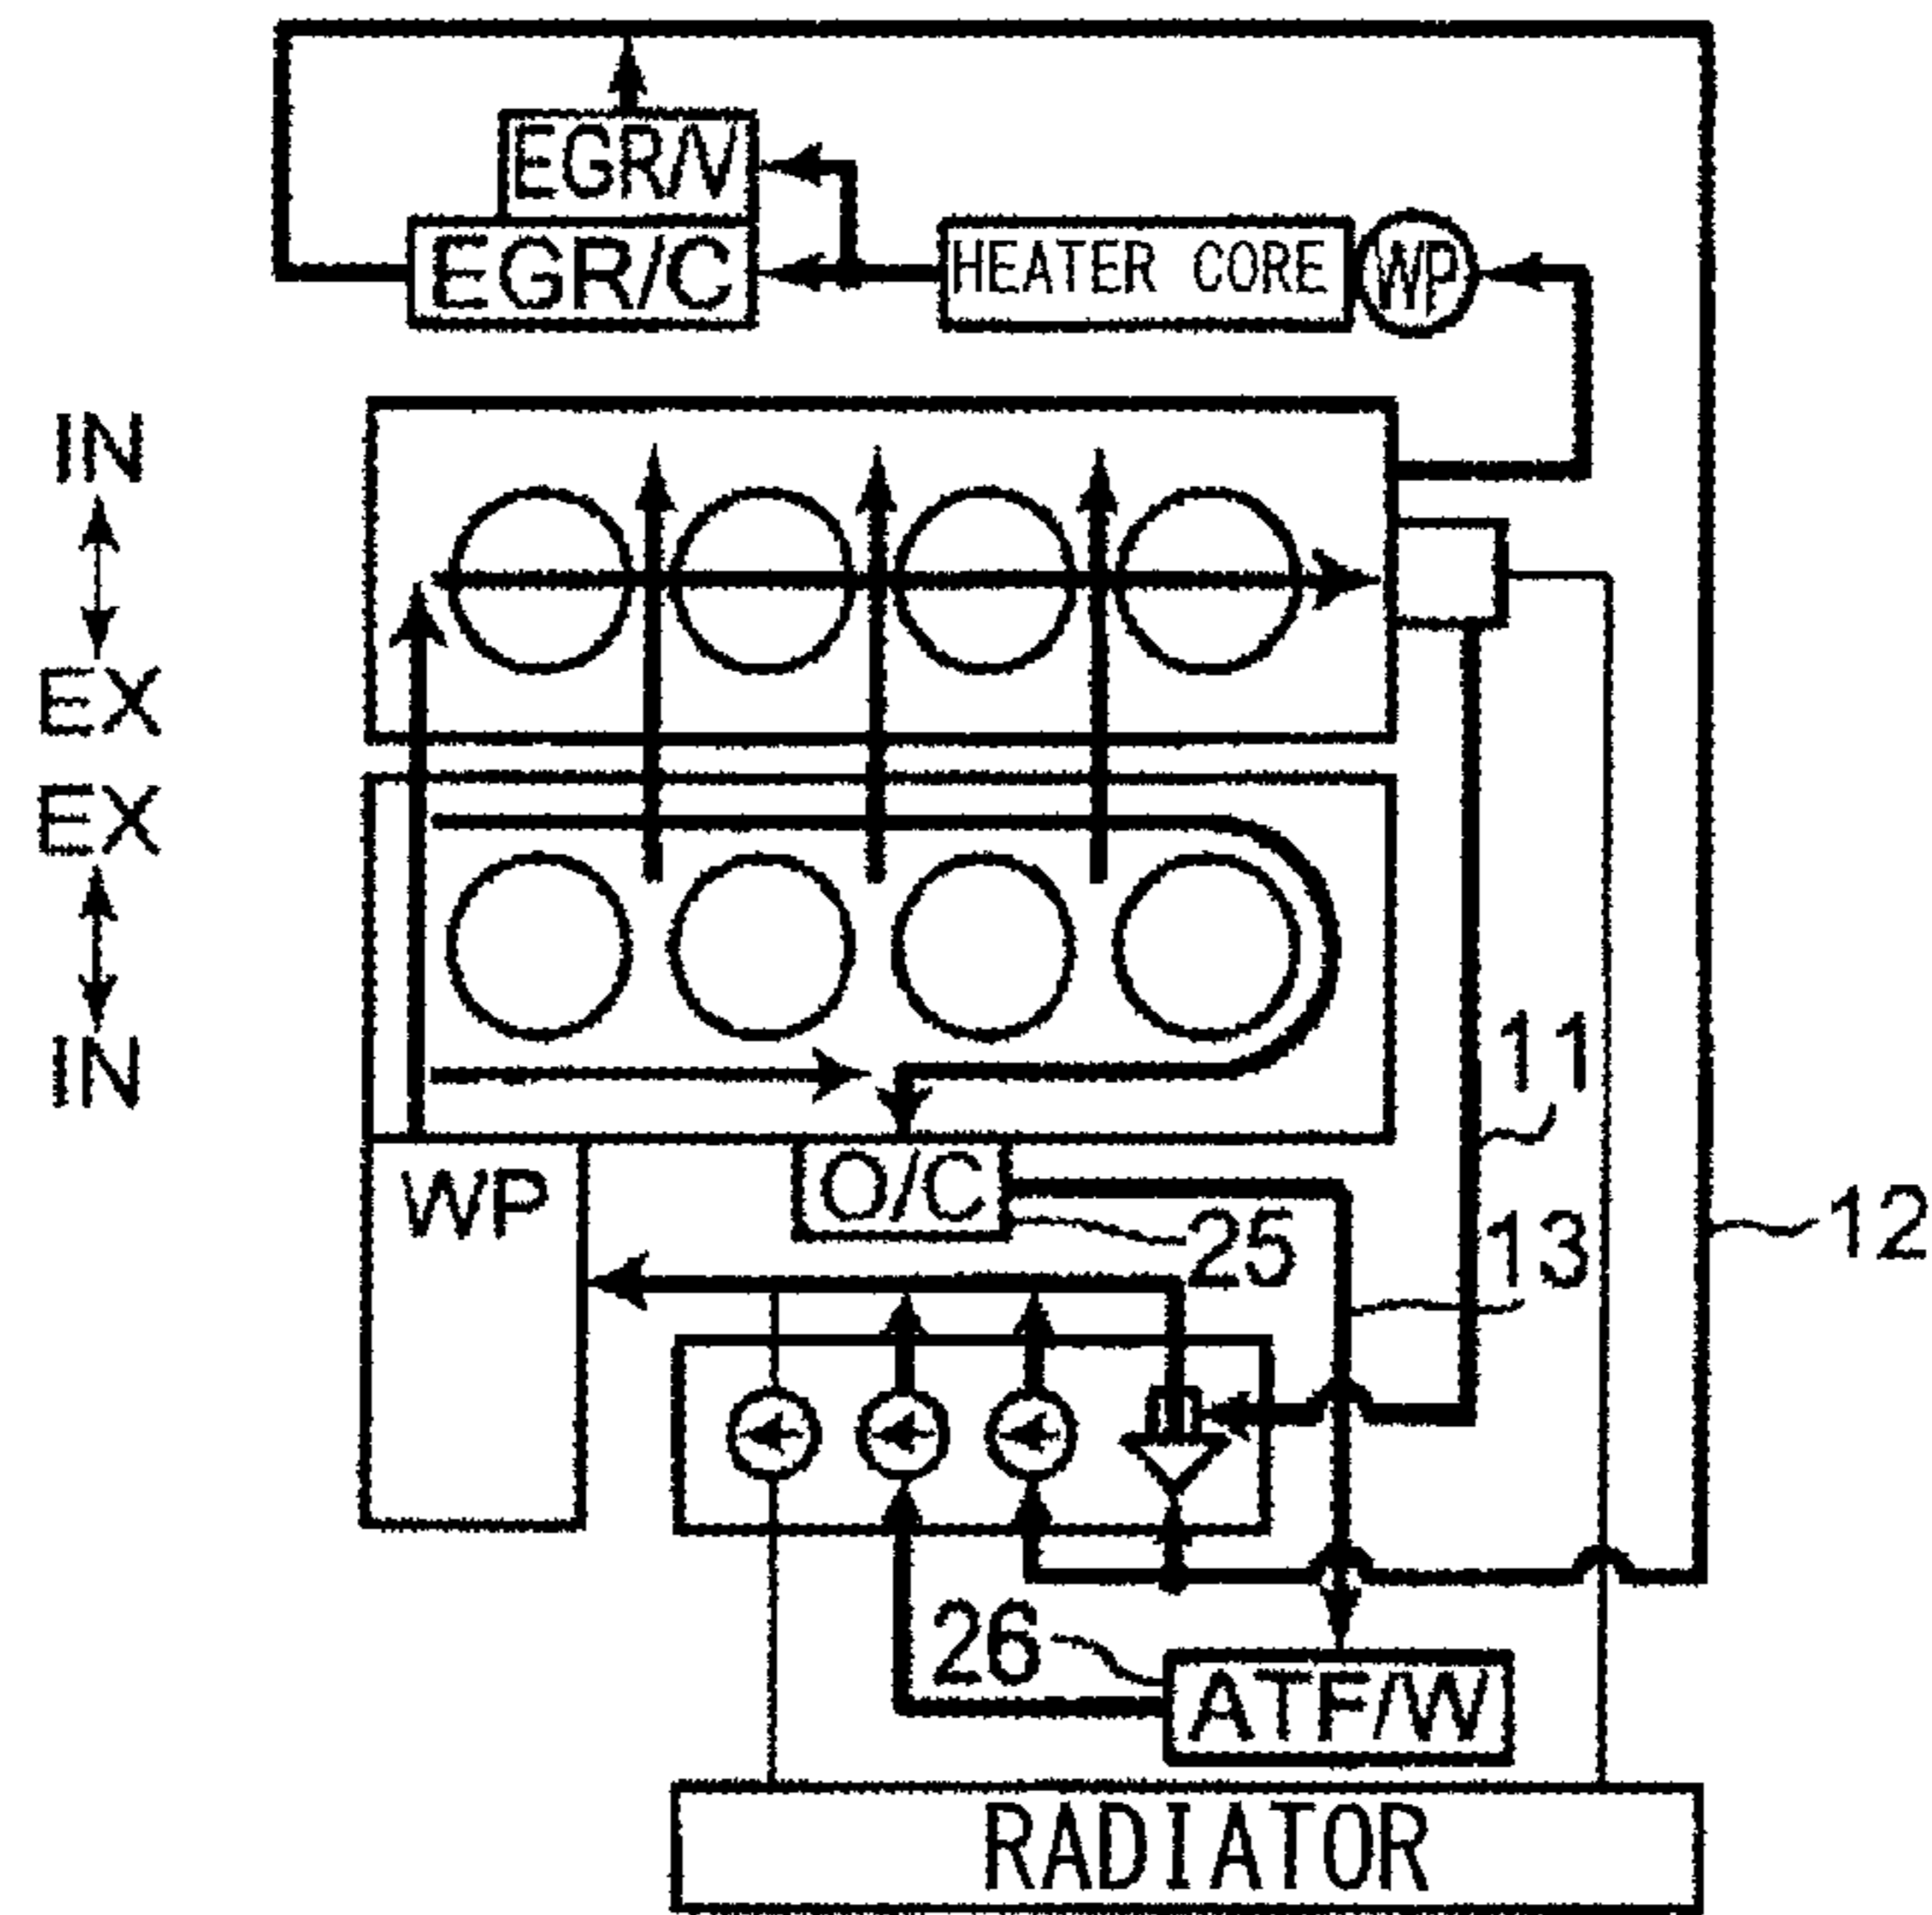 EGR/V
EGR/C
HEATER CORE
WP
IN
EX
EX
IN
11
WP
O/C
25
13
12
26
ATF/W
RADIATOR